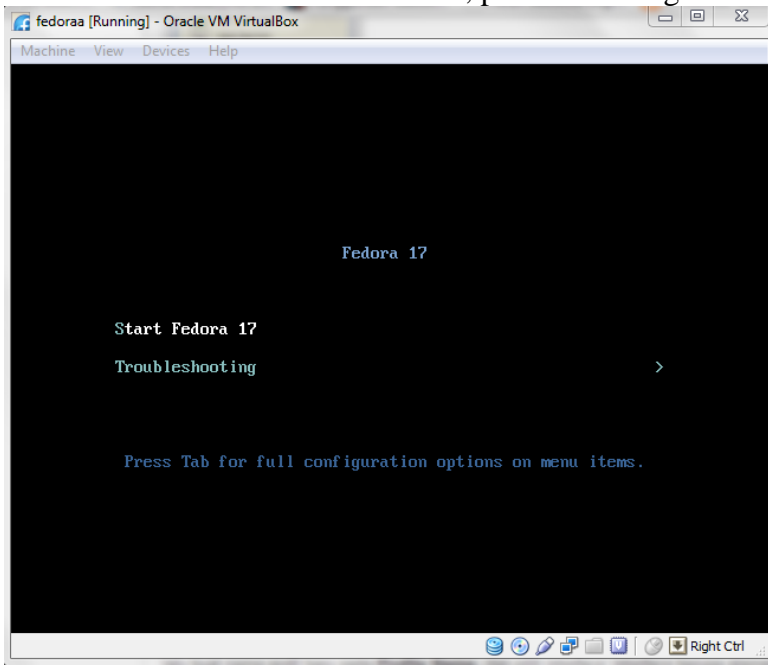 fedoraa [Running] - Oracle VM VirtualBox
Machine View Devices Help
Fedora 17
Start Fedora 17
Troubleshooting >
Press Tab for full configuration options on menu items.
Right Ctrl